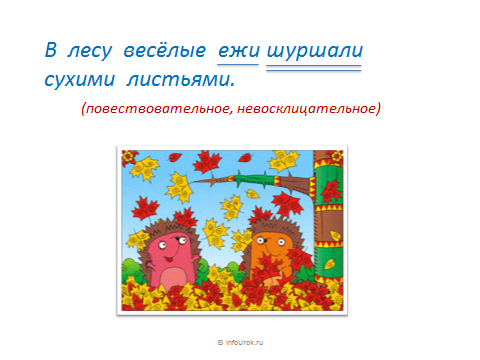 В лесу весёлые ежи шуршали
сухими листьями.
(повествовательное, невосклицательное)
© InfoUrok.ru